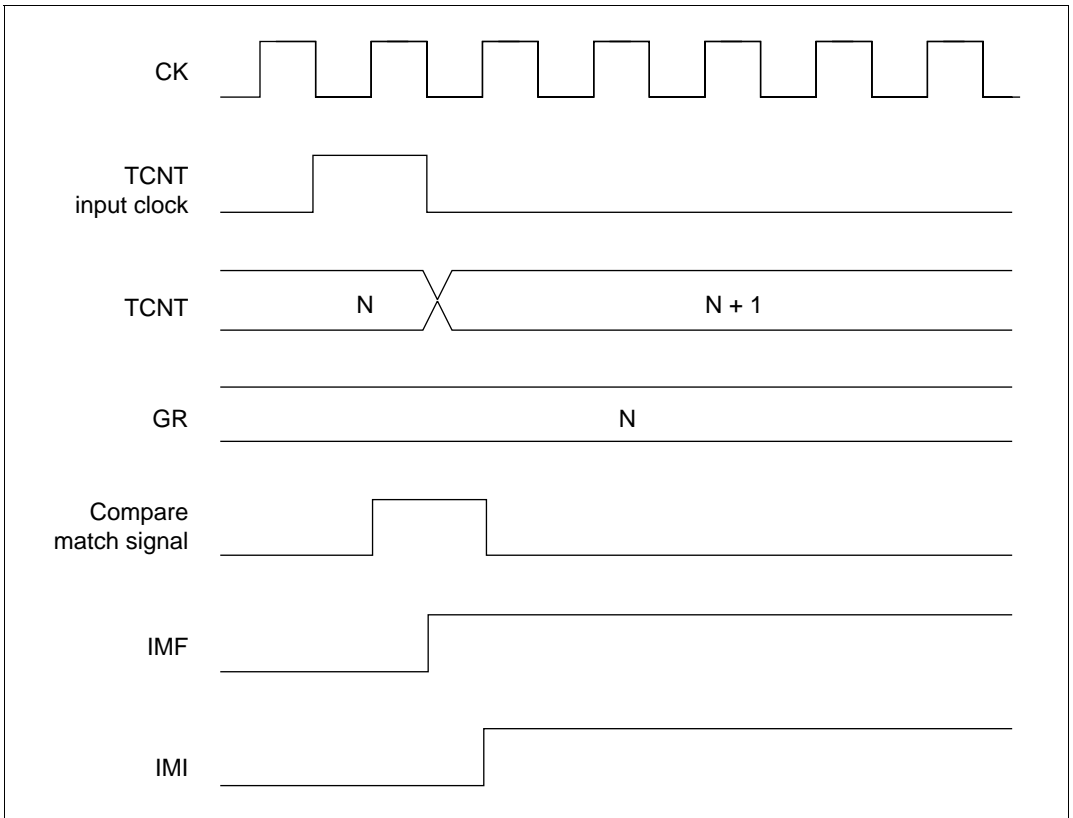 CK
TCNT
input clock
TCNT
N
N + 1
GR
N
Compare
match signal
IMF
IMI